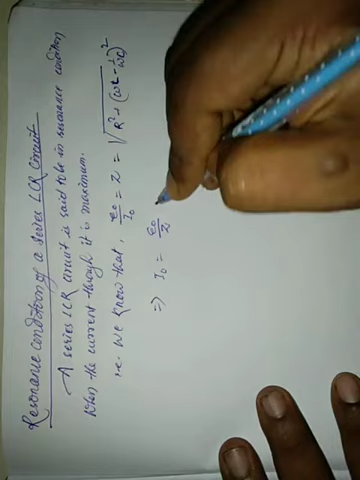 Resonance condition of a series LCR Circuit
A series LCR circuit is said to be in resonance condition
when the current through it is maximum.
i.e. We know that, e₀/I₀ = Z = √R² + (ωL - 1/ωC)²
⇒ I₀ = e₀/Z